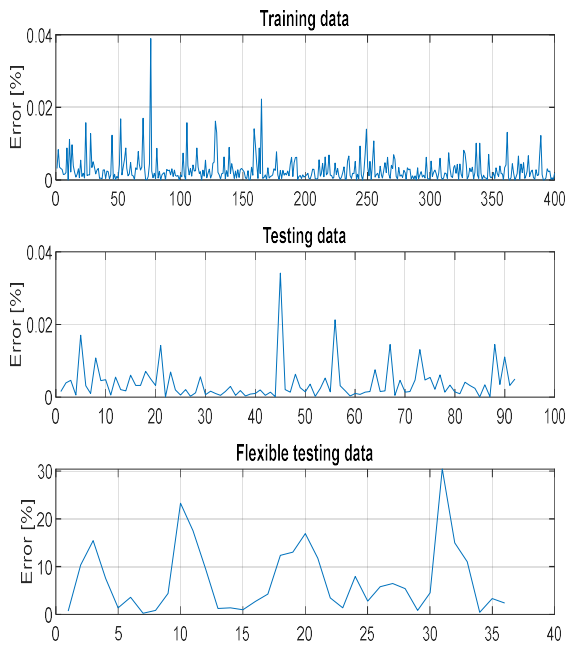 Training data
Error [%]
0.04
0.02
0
0 50 100 150 200 250 300 350 400
Testing data
Error [%]
0.04
0.02
0
0 10 20 30 40 50 60 70 80 90 100
Flexible testing data
Error [%]
30
20
10
0
0 5 10 15 20 25 30 35 40